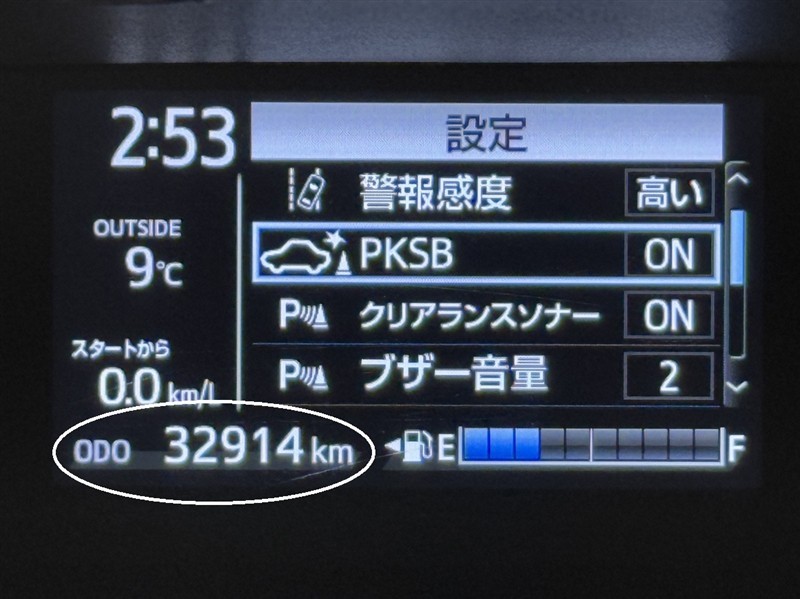 2:53
設定
警報感度 高い
OUTSIDE
9℃
PKSB ON
P クリアランスソナー ON
スタートから
0.0 km/L
P ブザー音量 2
ODO 32914 km
E F